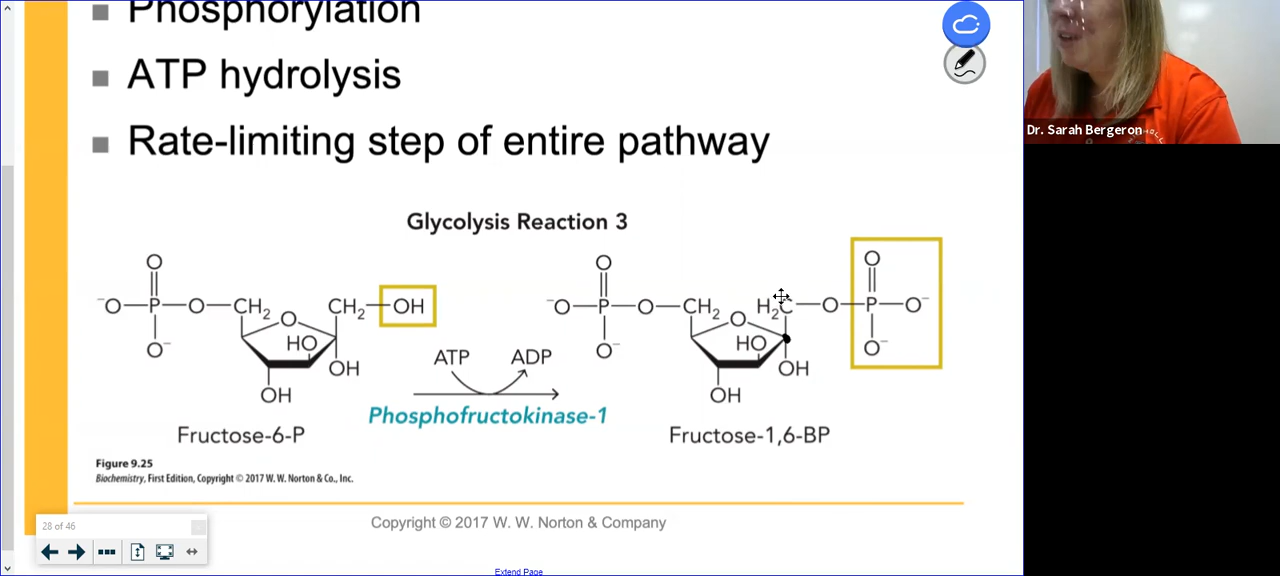 Phosphorylation
ATP hydrolysis
Rate-limiting step of entire pathway
Dr. Sarah Bergeron
Glycolysis Reaction 3
O
O
O
⁻O—P—O—CH₂
CH₂—OH
⁻O—P—O—CH₂
H₂C—O—P—O⁻
O
O
O⁻
HO
O⁻
HO
O⁻
OH
ATP
ADP
OH
OH
OH
Phosphofructokinase-1
Fructose-6-P
Fructose-1,6-BP
Figure 9.25
Biochemistry, First Edition, Copyright © 2017 W. W. Norton & Co., Inc.
Copyright © 2017 W. W. Norton & Company
28 of 46
Extend Page